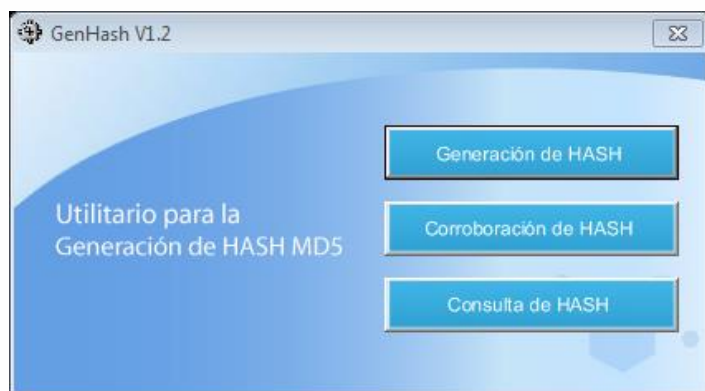 GenHash V1.2
Generación de HASH
Utilitario para la
Generación de HASH MD5
Corroboración de HASH
Consulta de HASH